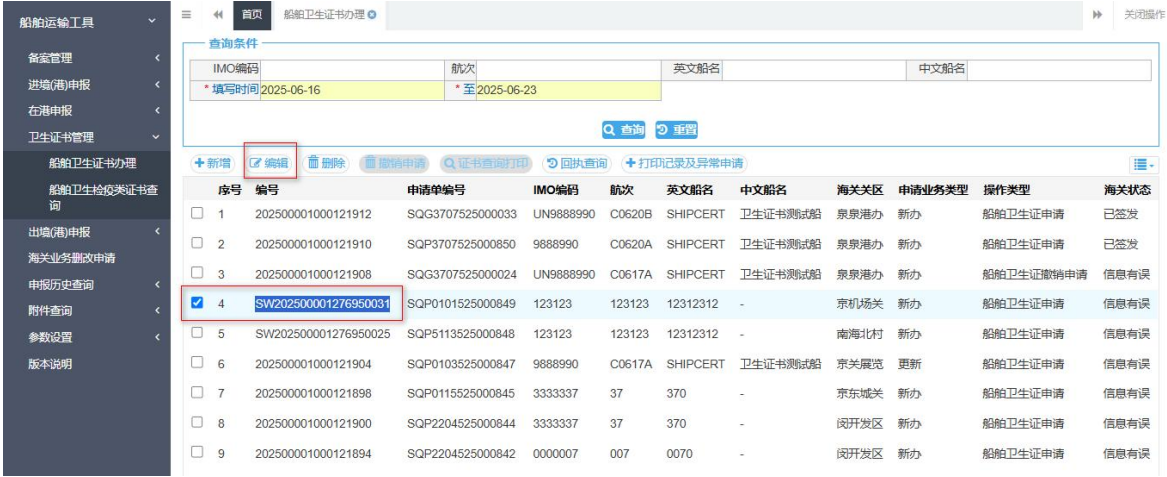 船舶运输工具
备案管理
进境(港)申报
在港申报
卫生证书管理
船舶卫生证书办理
船舶卫生检疫类证书查
询
出境(港)申报
海关业务删改申请
申报历史查询
附件查询
参数设置
版本说明
首页 船舶卫生证书办理 关闭操作
查询条件
IMO编码 航次 英文船名 中文船名
* 填写时间 2025-06-16 * 至 2025-06-23
查询 重置
新增 编辑 删除 撤销申请 证书查询打印 回执查询 打印记录及异常申请
序号 编号 申请单编号 IMO编码 航次 英文船名 中文船名 海关关区 申请业务类型 操作类型 海关状态
1 202500001000121912 SQG3707525000033 UN9888990 C0620B SHIPCERT 卫生证书测试船 泉泉港办 新办 船舶卫生证申请 已签发
2 202500001000121910 SQP3707525000850 9888990 C0620A SHIPCERT 卫生证书测试船 泉泉港办 新办 船舶卫生证申请 已签发
3 202500001000121908 SQG3707525000024 UN9888990 C0617A SHIPCERT 卫生证书测试船 泉泉港办 新办 船舶卫生证撤销申请 信息有误
4 SW202500001276950031 SQP0101525000849 123123 123123 12312312 - 京机场关 新办 船舶卫生证申请 信息有误
5 SW202500001276950025 SQP5113525000848 123123 123123 12312312 - 南海北村 新办 船舶卫生证申请 信息有误
6 202500001000121904 SQP0103525000847 9888990 C0617A SHIPCERT 卫生证书测试船 京关展览 更新 船舶卫生证申请 信息有误
7 202500001000121898 SQP0115525000845 3333337 37 370 - 京东城关 新办 船舶卫生证申请 信息有误
8 202500001000121900 SQP2204525000844 3333337 37 370 - 闵开发区 新办 船舶卫生证申请 信息有误
9 202500001000121894 SQP2204525000842 0000007 007 0070 - 闵开发区 新办 船舶卫生证申请 信息有误